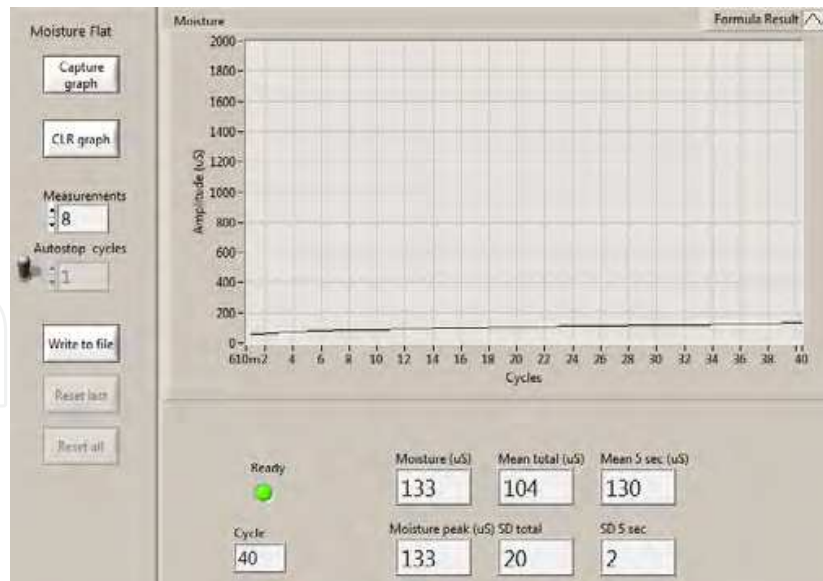 Moisture Flat
Capture
graph
CLR graph
Measurements
8
Autostop cycles
1
Write to file
Reset last
Reset all
Moisture
Formula Result
2000
1800
1600
1400
1200
1000
800
600
400
200
0
Amplitude (uS)
610m2 4 6 8 10 12 14 16 18 20 22 24 26 28 30 32 34 36 38 40
Cycles
Ready
Moisture (uS) Mean total (uS) Mean 5 sec (uS)
133 104 130
Cycle
Moisture peak (uS) SD total SD 5 sec
40 133 20 2